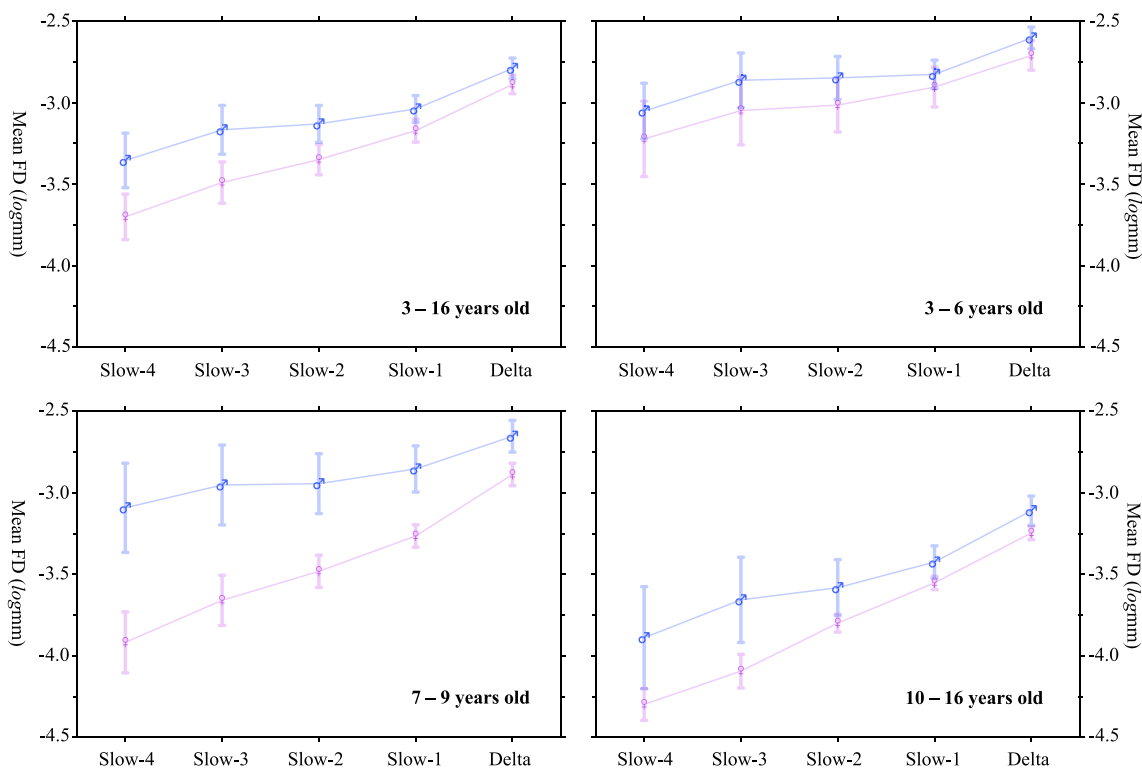 -2.5
-3.0
-3.5
-4.0
-4.5
Mean FD (logmm)
3 – 16 years old
Slow-4 Slow-3 Slow-2 Slow-1 Delta
-2.5
-3.0
-3.5
-4.0
-4.5
Mean FD (logmm)
3 – 6 years old
Slow-4 Slow-3 Slow-2 Slow-1 Delta
-2.5
-3.0
-3.5
-4.0
-4.5
Mean FD (logmm)
7 – 9 years old
Slow-4 Slow-3 Slow-2 Slow-1 Delta
-2.5
-3.0
-3.5
-4.0
-4.5
Mean FD (logmm)
10 – 16 years old
Slow-4 Slow-3 Slow-2 Slow-1 Delta